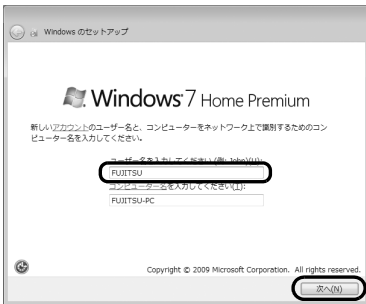 Windows のセットアップ
Windows 7 Home Premium
新しいアカウントのユーザー名と、コンピューターをネットワーク上で識別するためのコン
ピューター名を入力してください。
ユーザー名を入力してください (例: John)(U):
FUJITSU
コンピューター名を入力してください(T):
FUJITSU-PC
Copyright © 2009 Microsoft Corporation. All rights reserved.
次へ(N)